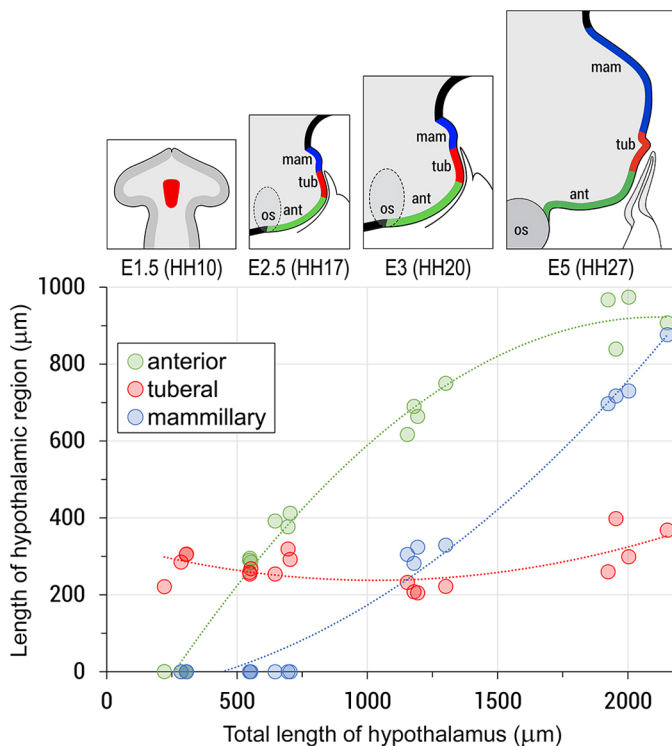 mam
tub
ant
os
mam
tub
ant
os
mam
tub
ant
os
E1.5 (HH10)
E2.5 (HH17)
E3 (HH20)
E5 (HH27)
Length of hypothalamic region (μm)
1000
800
600
400
200
0
anterior
tuberal
mammillary
0
500
1000
1500
2000
Total length of hypothalamus (μm)